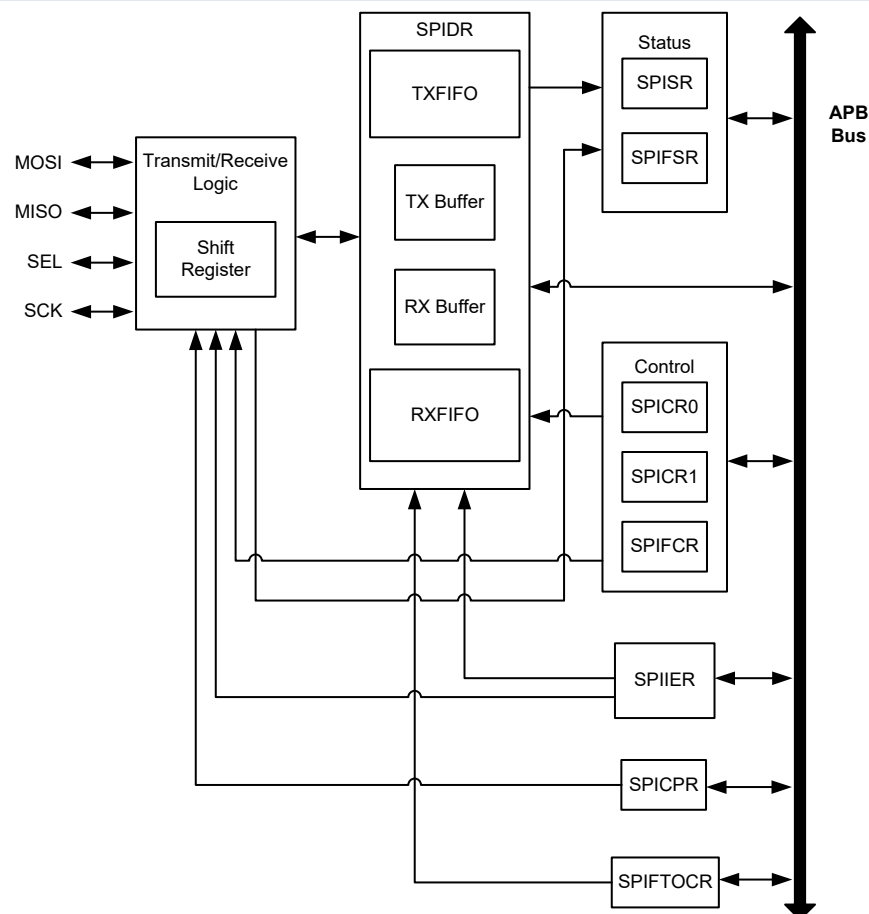 SPIDR
TXFIFO
TX Buffer
RX Buffer
RXFIFO
Status
SPISR
SPIFSR
APB
Bus
MOSI
MISO
SEL
SCK
Transmit/Receive
Logic
Shift
Register
Control
SPICR0
SPICR1
SPIFCR
SPIIER
SPICPR
SPIFTOCR